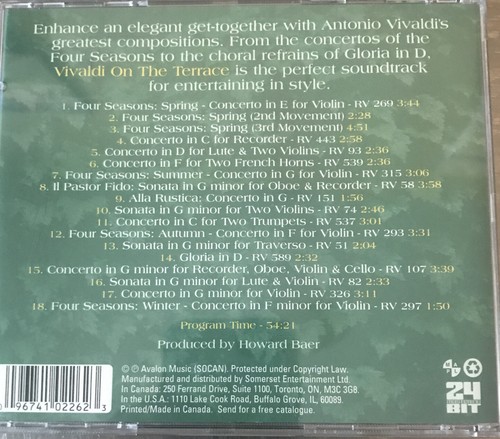 Enhance an elegant get-together with Antonio Vivaldi's
greatest compositions. From the concertos of the
Four Seasons to the choral refrains of Gloria in D,
Vivaldi On The Terrace is the perfect soundtrack
for entertaining in style.
1. Four Seasons: Spring - Concerto in E for Violin - RV 269 3:44
2. Four Seasons: Spring (2nd Movement) 2:28
3. Four Seasons: Spring (3rd Movement) 4:51
4. Concerto in C for Recorder - RV 443 2:58
5. Concerto in D for Lute & Two Violins - RV 93 2:36
6. Concerto in F for Two French Horns - RV 539 2:36
7. Four Seasons: Summer - Concerto in G for Violin - RV 315 3:06
8. Il Pastor Fido: Sonata in G minor for Oboe & Recorder - RV 58 3:58
9. Alla Rustica: Concerto in G - RV 151 1:56
10. Sonata in G minor for Two Violins - RV 74 2:46
11. Concerto in C for Two Trumpets - RV 537 3:01
12. Four Seasons: Autumn - Concerto in F for Violin - RV 293 3:31
13. Sonata in G minor for Traverso - RV 51 2:04
14. Gloria in D - RV 589 2:32
15. Concerto in G minor for Recorder, Oboe, Violin & Cello - RV 107 3:39
16. Sonata in G minor for Lute & Violin - RV 82 2:33
17. Concerto in G minor - RV 326 3:11
18. Four Seasons: Winter - Concerto in F minor for Violin - RV 297 1:50
Program Time - 54:21
Produced by Howard Baer
© ℗ Avalon Music (SOCAN). Protected under Copyright Law.
Manufactured and distributed by Somerset Entertainment Ltd.
In Canada: 250 Ferrand Drive, Suite 1100, Toronto, ON, M3C 3G8.
In the U.S.A.: 1110 Lake Cook Road, Buffalo Grove, IL, 60089.
Printed/Made in Canada. Send for a free catalogue.
96741 02262 3
24
BIT